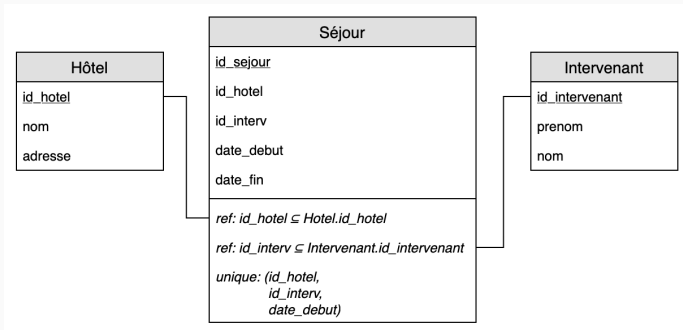 Hôtel
id_hotel
nom
adresse
Séjour
id_sejour
id_hotel
id_interv
date_debut
date_fin
ref: id_hotel ⊆ Hotel.id_hotel
ref: id_interv ⊆ Intervenant.id_intervenant
unique: (id_hotel,
id_interv,
date_debut)
Intervenant
id_intervenant
prenom
nom